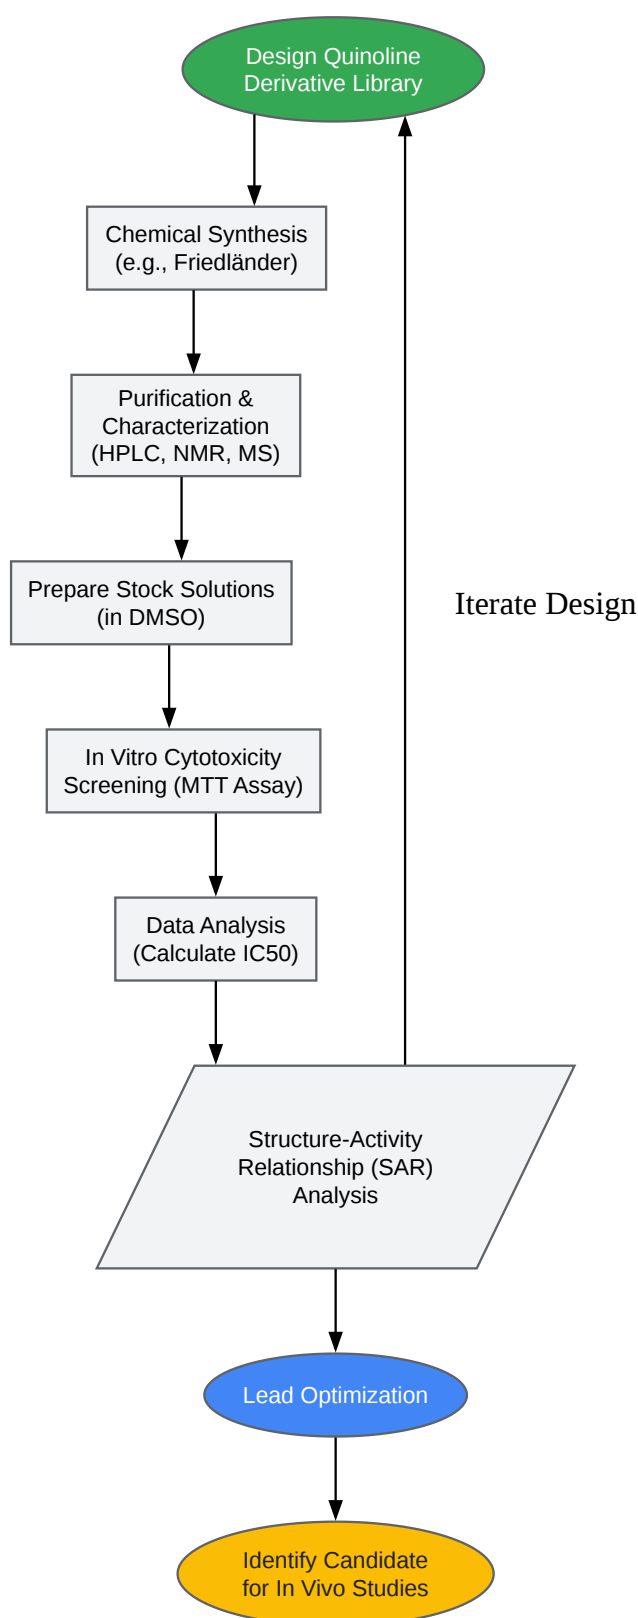 Design Quinoline
Derivative Library
Chemical Synthesis
(e.g., Friedländer)
Purification &
Characterization
(HPLC, NMR, MS)
Prepare Stock Solutions
(in DMSO)
Iterate Design
In Vitro Cytotoxicity
Screening (MTT Assay)
Data Analysis
(Calculate IC50)
Structure-Activity
Relationship (SAR)
Analysis
Lead Optimization
Identify Candidate
for In Vivo Studies